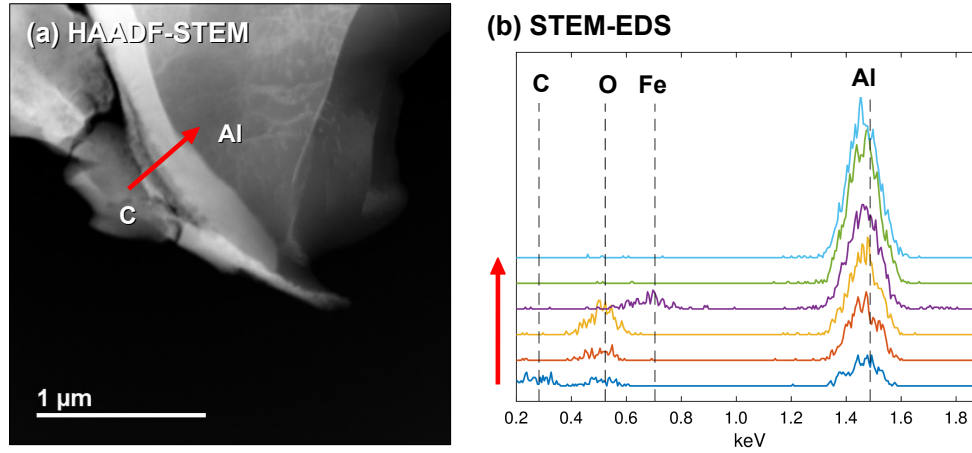 (a) HAADF-STEM
Al
C
1 µm
(b) STEM-EDS
C O Fe Al
0.2 0.4 0.6 0.8 1.0 1.2 1.4 1.6 1.8
keV